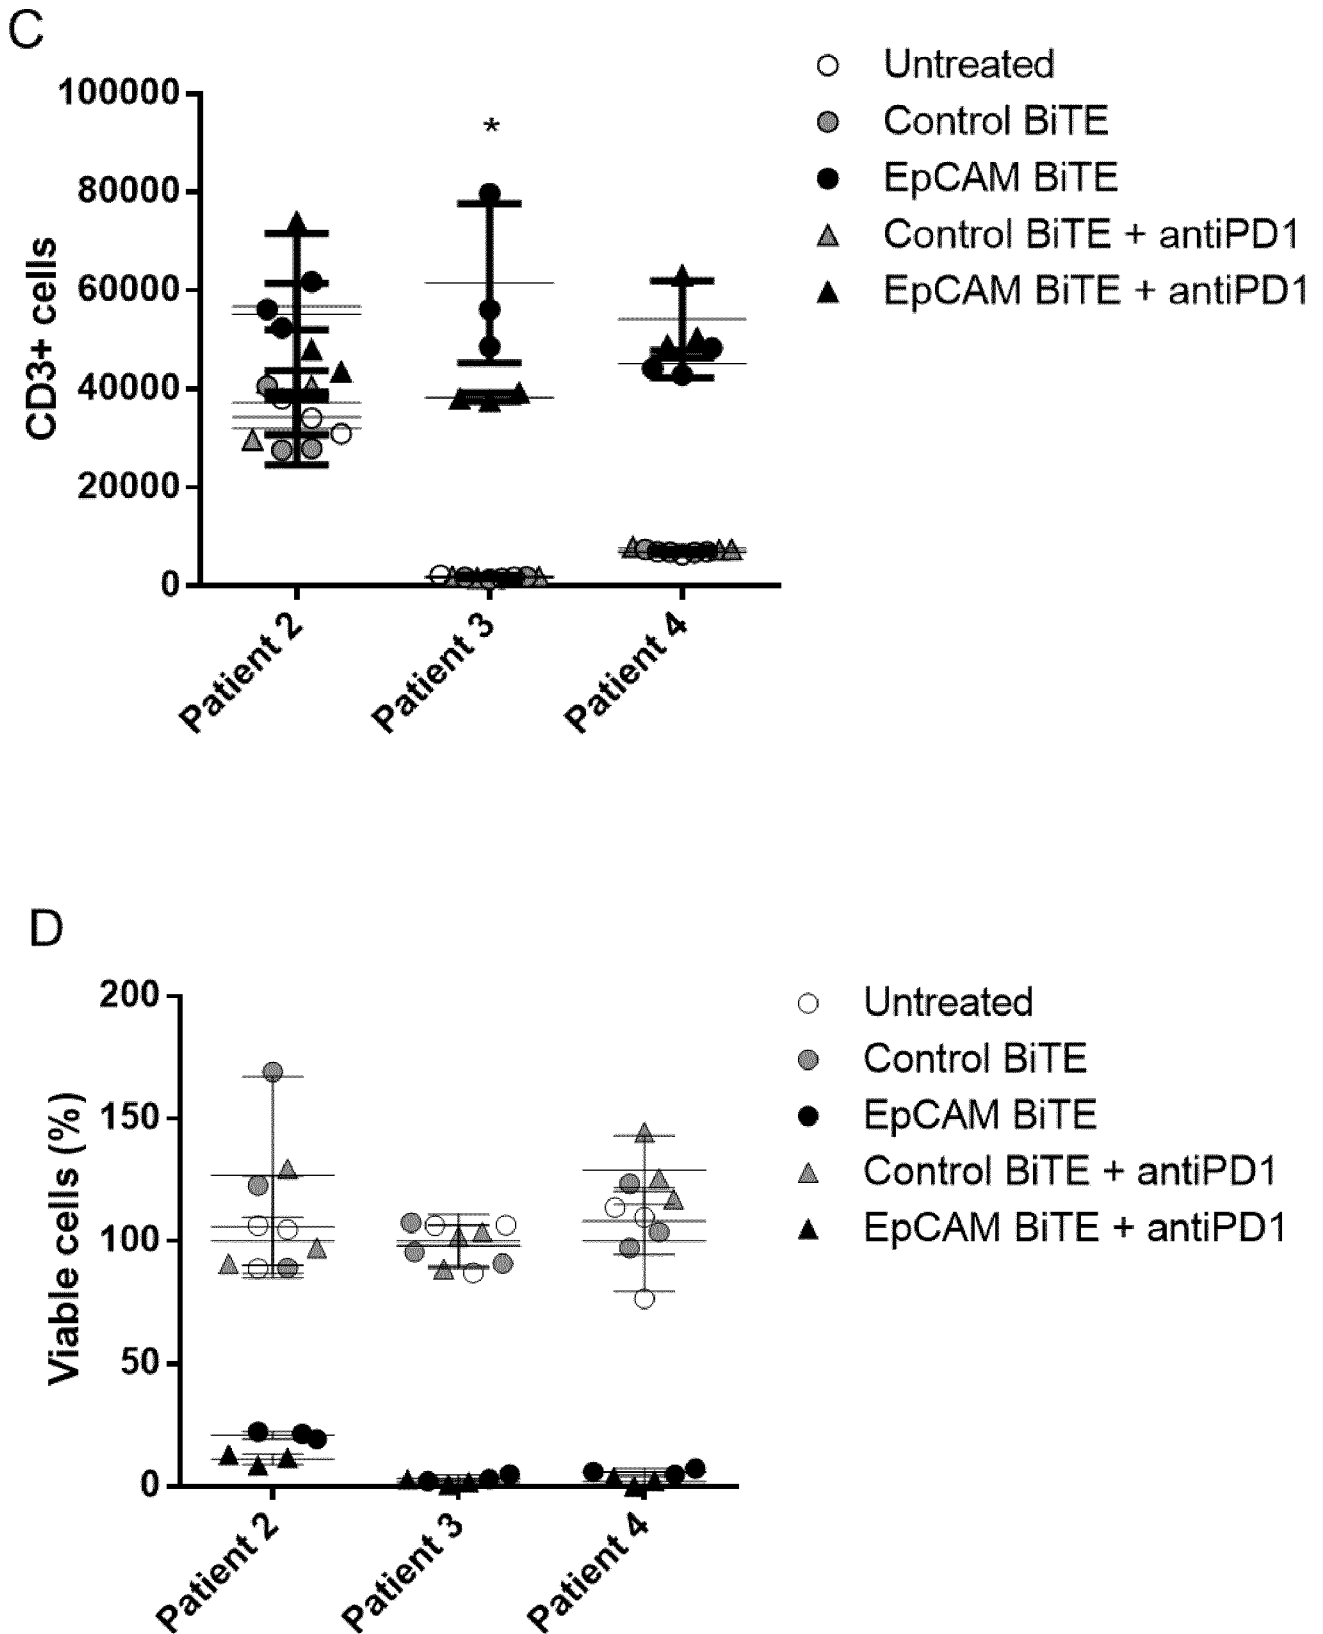 C
100000
80000
60000
40000
20000
0
CD3+ cells
*
Patient 2
Patient 3
Patient 4
Untreated
Control BiTE
EpCAM BiTE
Control BiTE + antiPD1
EpCAM BiTE + antiPD1
D
200
150
100
50
0
Viable cells (%)
Patient 2
Patient 3
Patient 4
Untreated
Control BiTE
EpCAM BiTE
Control BiTE + antiPD1
EpCAM BiTE + antiPD1